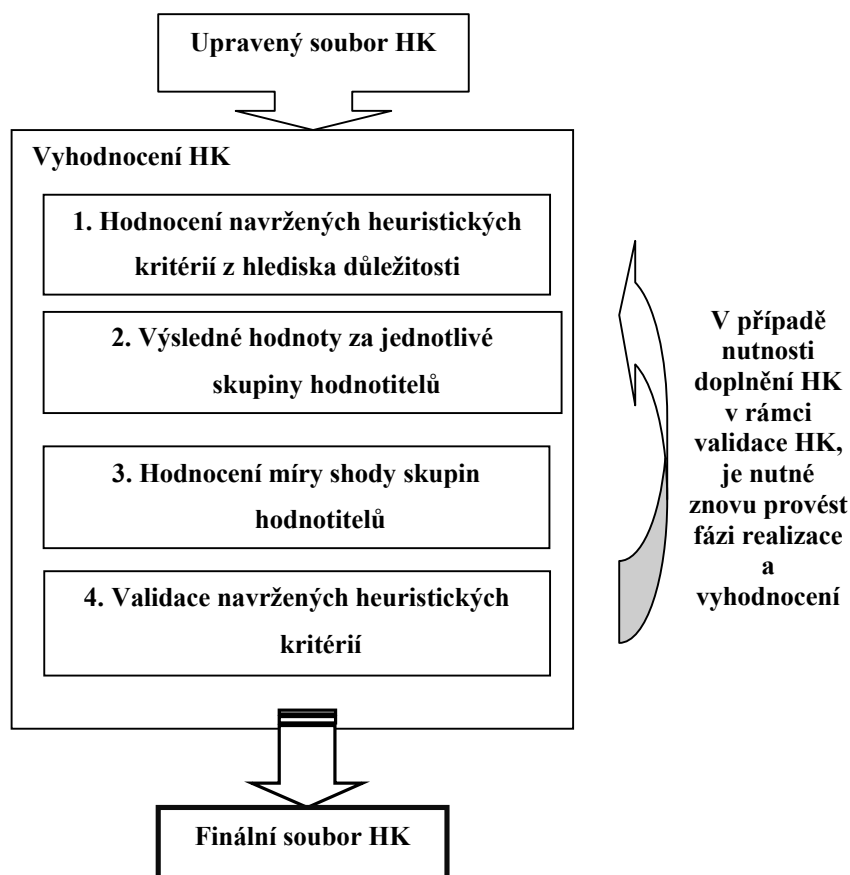 Upravený soubor HK
Vyhodnocení HK
1. Hodnocení navržených heuristických
kritérií z hlediska důležitosti
2. Výsledné hodnoty za jednotlivé
skupiny hodnotitelů
3. Hodnocení míry shody skupin
hodnotitelů
4. Validace navržených heuristických
kritérií
V případě
nutnosti
doplnění HK
v rámci
validace HK,
je nutné
znovu provést
fázi realizace
a
vyhodnocení
Finální soubor HK